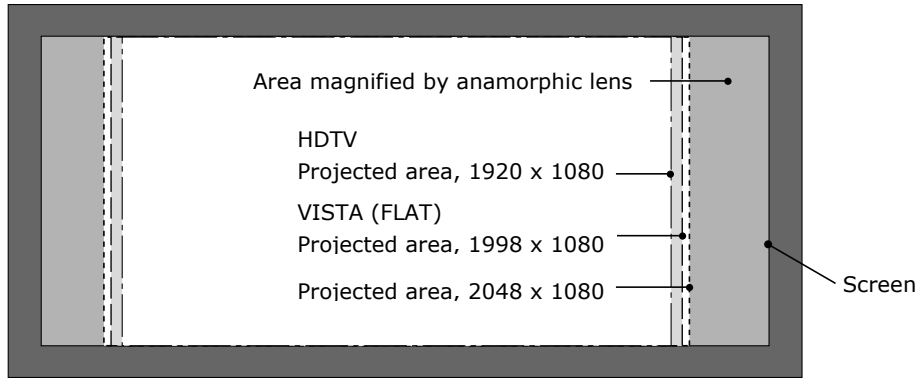 Area magnified by anamorphic lens
HDTV
Projected area, 1920 x 1080
VISTA (FLAT)
Projected area, 1998 x 1080
Projected area, 2048 x 1080
Screen